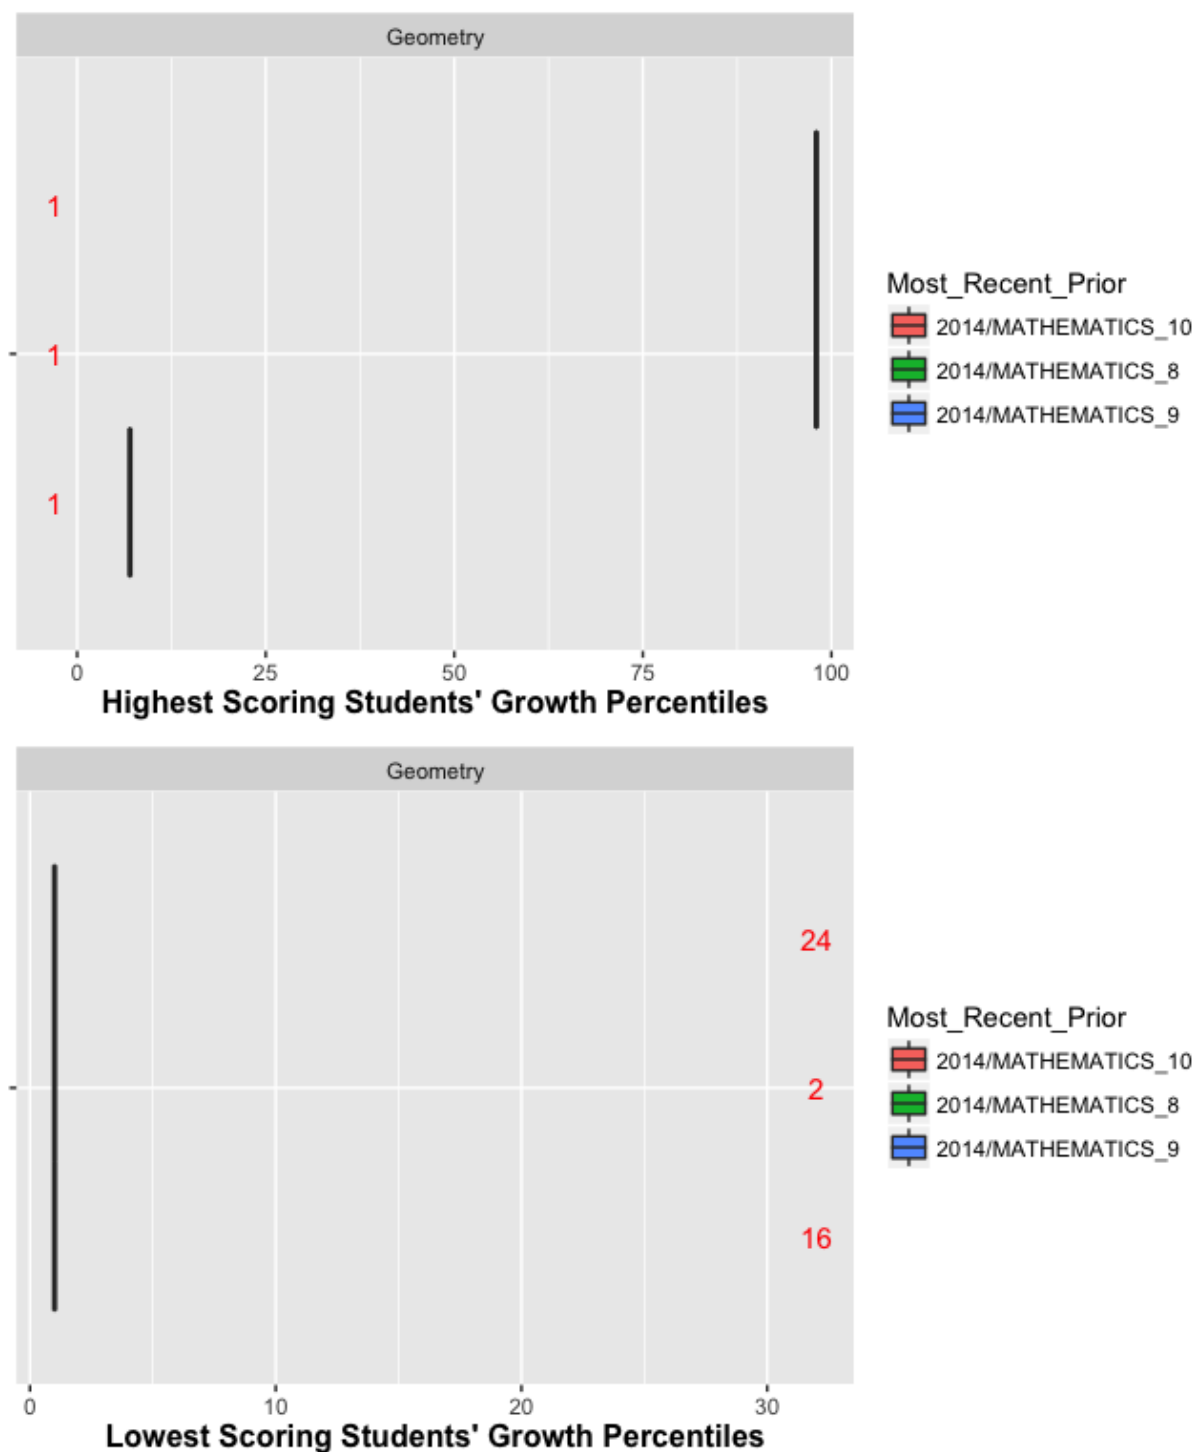 Geometry
1
1
1
0 25 50 75 100
Highest Scoring Students' Growth Percentiles
Most_Recent_Prior
2014/MATHEMATICS_10
2014/MATHEMATICS_8
2014/MATHEMATICS_9
Geometry
24
2
16
0 10 20 30
Lowest Scoring Students' Growth Percentiles
Most_Recent_Prior
2014/MATHEMATICS_10
2014/MATHEMATICS_8
2014/MATHEMATICS_9